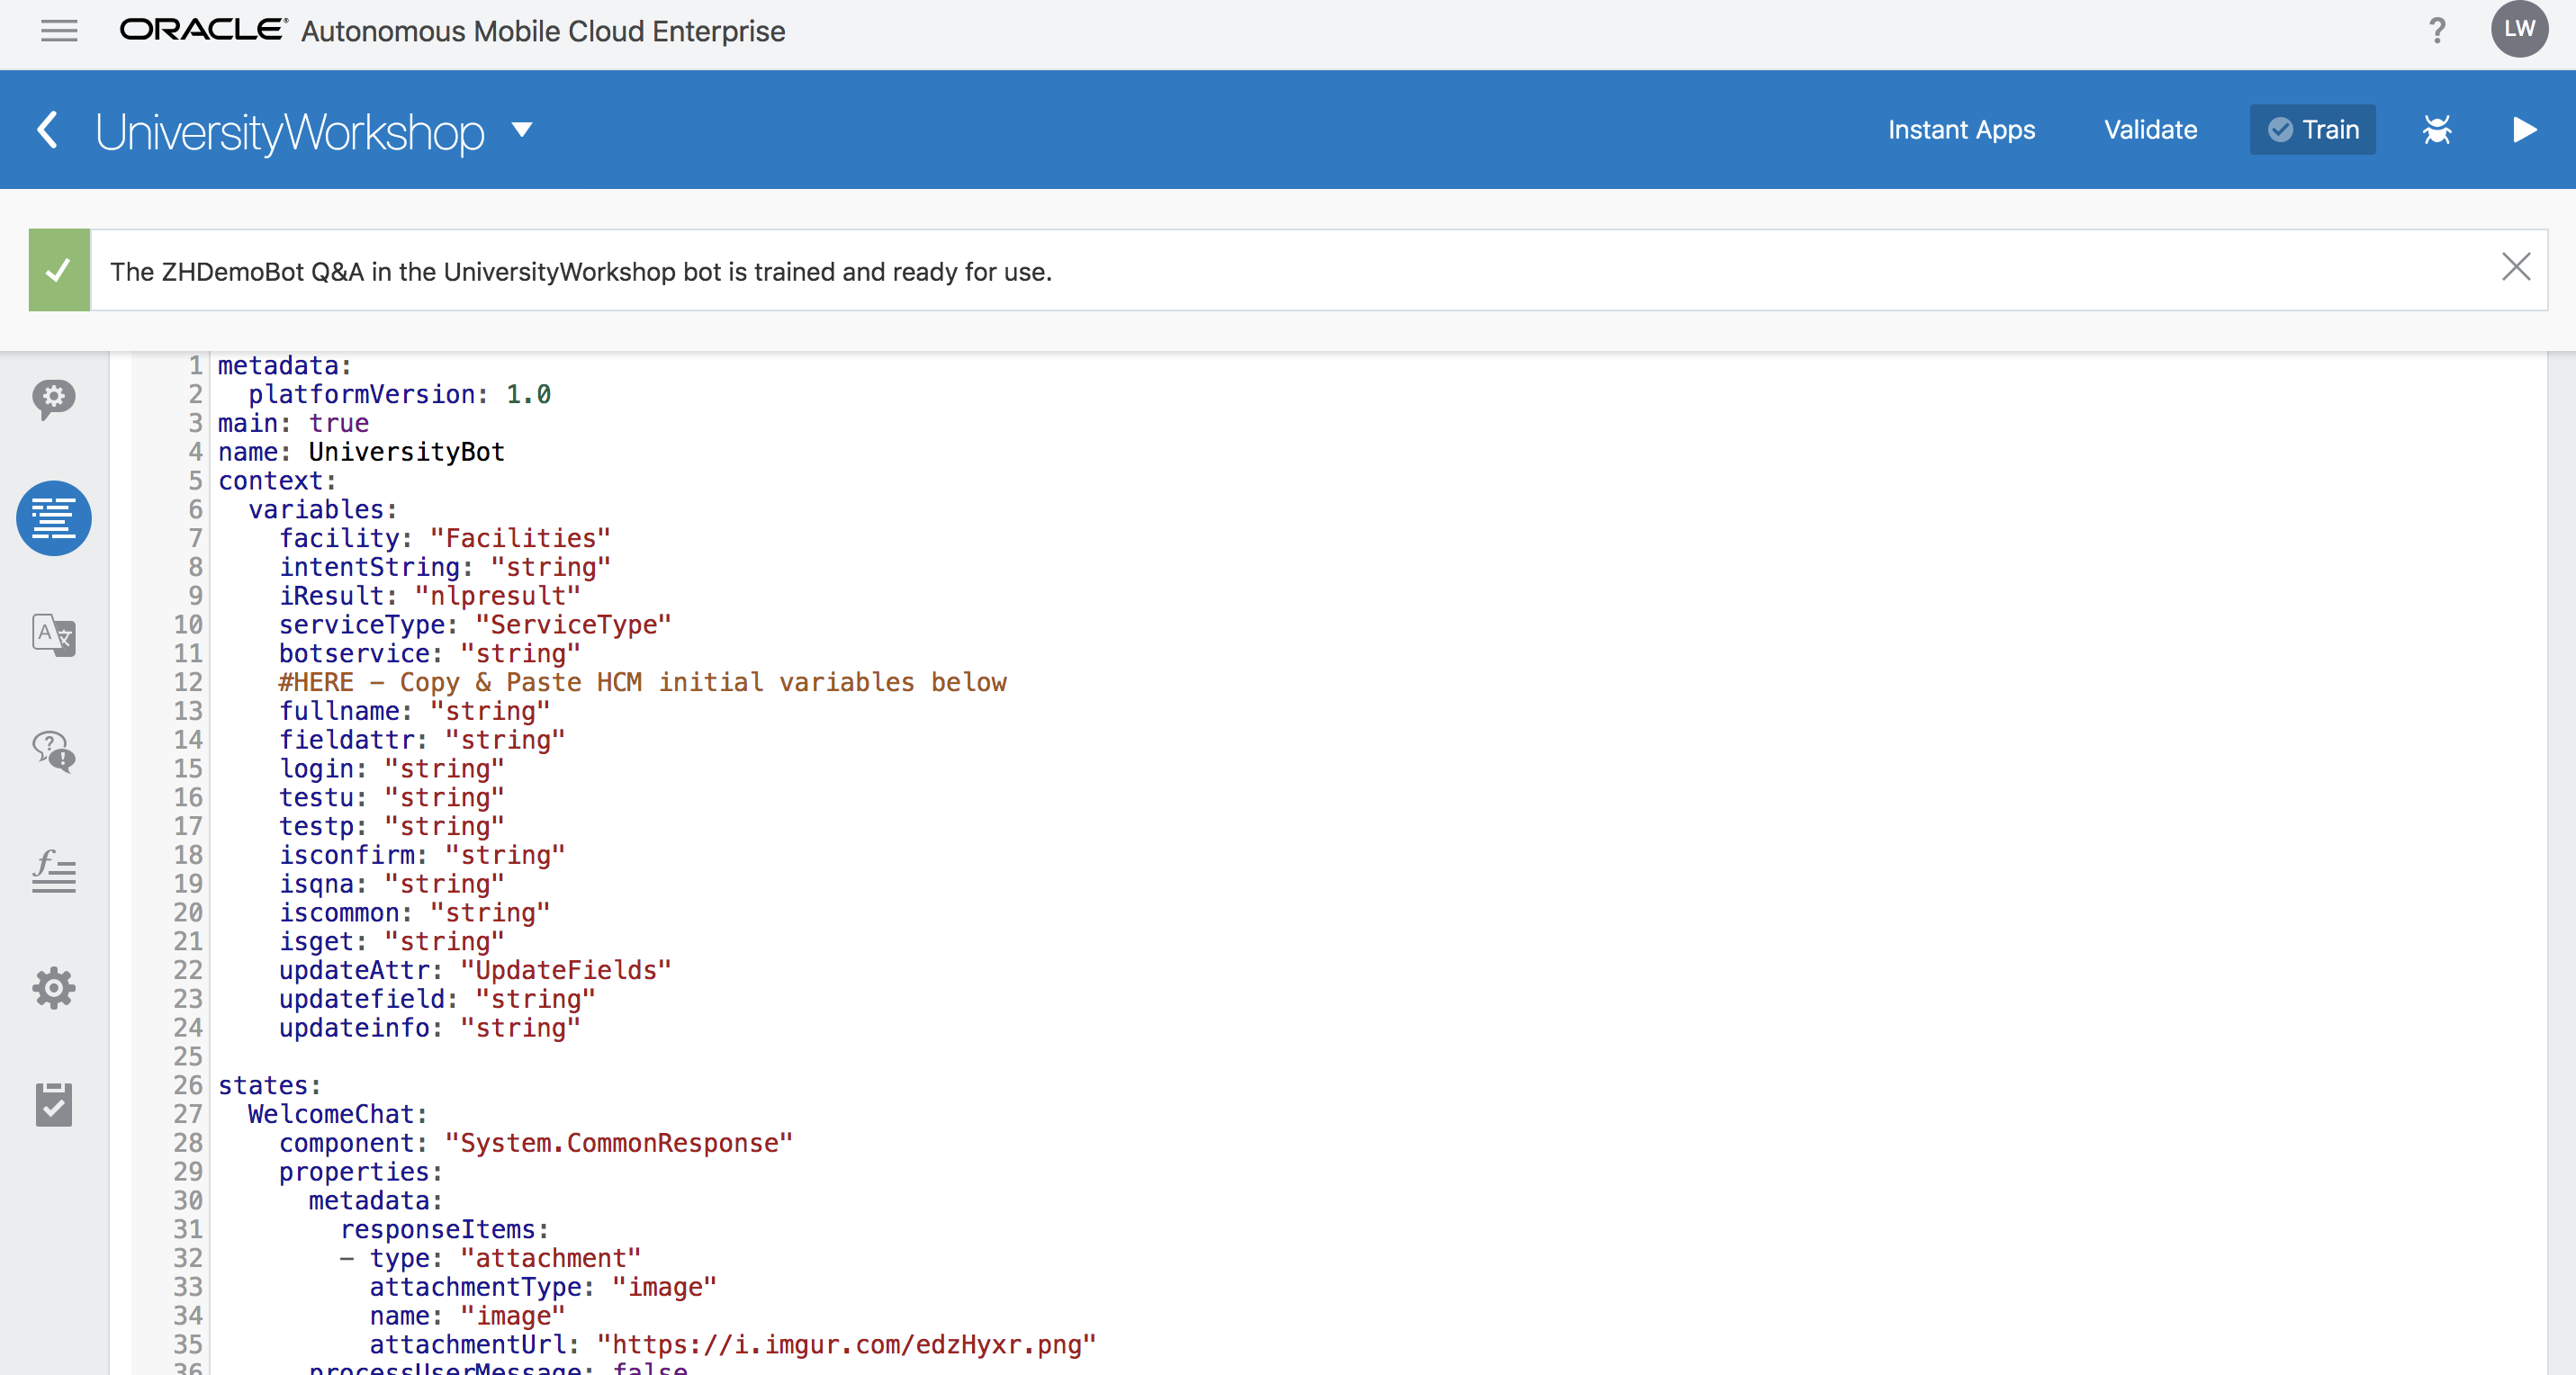 ORACLE® Autonomous Mobile Cloud Enterprise ? LW
UniversityWorkshop Instant Apps Validate Train
The ZHDemoBot Q&A in the UniversityWorkshop bot is trained and ready for use.
1 metadata:
2 platformVersion: 1.0
3 main: true
4 name: UniversityBot
5 context:
6 variables:
7 facility: "Facilities"
8 intentString: "string"
9 iResult: "nlpresult"
10 serviceType: "ServiceType"
11 botservice: "string"
12 #HERE – Copy & Paste HCM initial variables below
13 fullname: "string"
14 fieldattr: "string"
15 login: "string"
16 testu: "string"
17 testp: "string"
18 isconfirm: "string"
19 isqna: "string"
20 iscommon: "string"
21 isget: "string"
22 updateAttr: "UpdateFields"
23 updatefield: "string"
24 updateinfo: "string"
25
26 states:
27 WelcomeChat:
28 component: "System.CommonResponse"
29 properties:
30 metadata:
31 responseItems:
32 – type: "attachment"
33 attachmentType: "image"
34 name: "image"
35 attachmentUrl: "https://i.imgur.com/edzHyxr.png"
36 processUserMessage: false